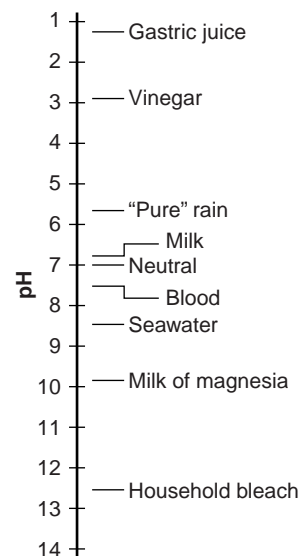 1
Gastric juice
2
Vinegar
3
4
5
“Pure” rain
6
Milk
pH
7
Neutral
Blood
8
Seawater
9
Milk of magnesia
10
11
12
Household bleach
13
14